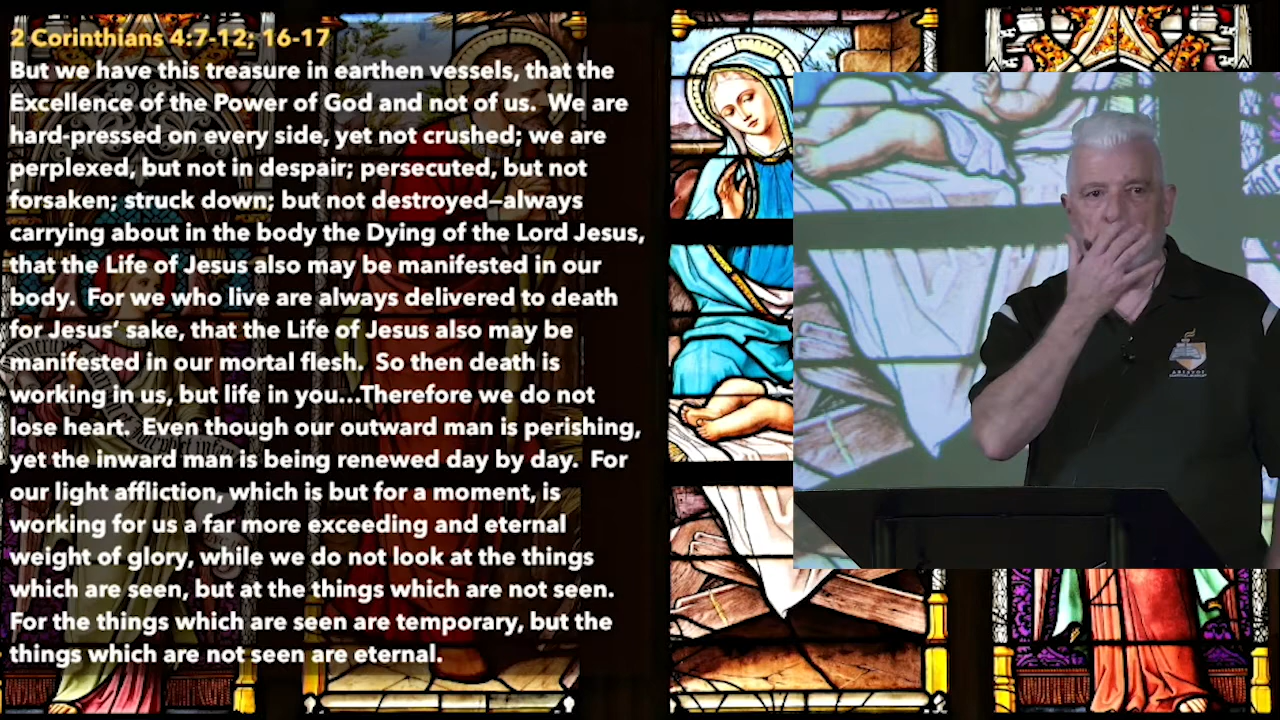 2 Corinthians 4:7-12; 16-17
But we have this treasure in earthen vessels, that the
Excellence of the Power of God and not of us.  We are
hard-pressed on every side, yet not crushed; we are
perplexed, but not in despair; persecuted, but not
forsaken; struck down; but not destroyed—always
carrying about in the body the Dying of the Lord Jesus,
that the Life of Jesus also may be manifested in our
body.  For we who live are always delivered to death
for Jesus’ sake, that the Life of Jesus also may be
manifested in our mortal flesh.  So then death is
working in us, but life in you...Therefore we do not
lose heart.  Even though our outward man is perishing,
yet the inward man is being renewed day by day.  For
our light affliction, which is but for a moment, is
working for us a far more exceeding and eternal
weight of glory, while we do not look at the things
which are seen, but at the things which are not seen.
For the things which are seen are temporary, but the
things which are not seen are eternal.